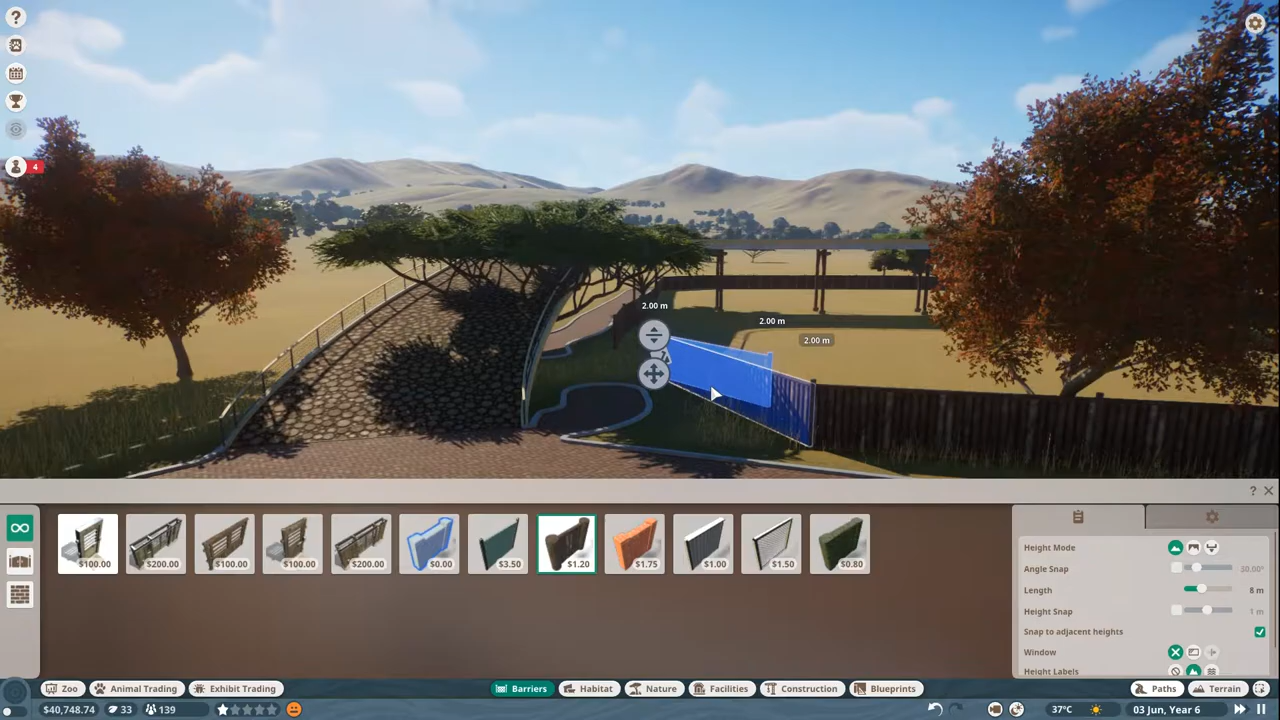 4
2.00 m
2.00 m
2.00 m
? ×
$100.00 $200.00 $100.00 $100.00 $200.00 $0.00 $3.50 $1.20 $1.75 $1.00 $1.50 $0.80
Height Mode
Angle Snap 30.00°
Length 8 m
Height Snap 1 m
Snap to adjacent heights
Window
Height Labels
Zoo Animal Trading Exhibit Trading Barriers Habitat Nature Facilities Construction Blueprints Paths Terrain
$40,748.74 33 139 37°C 03 Jun, Year 6